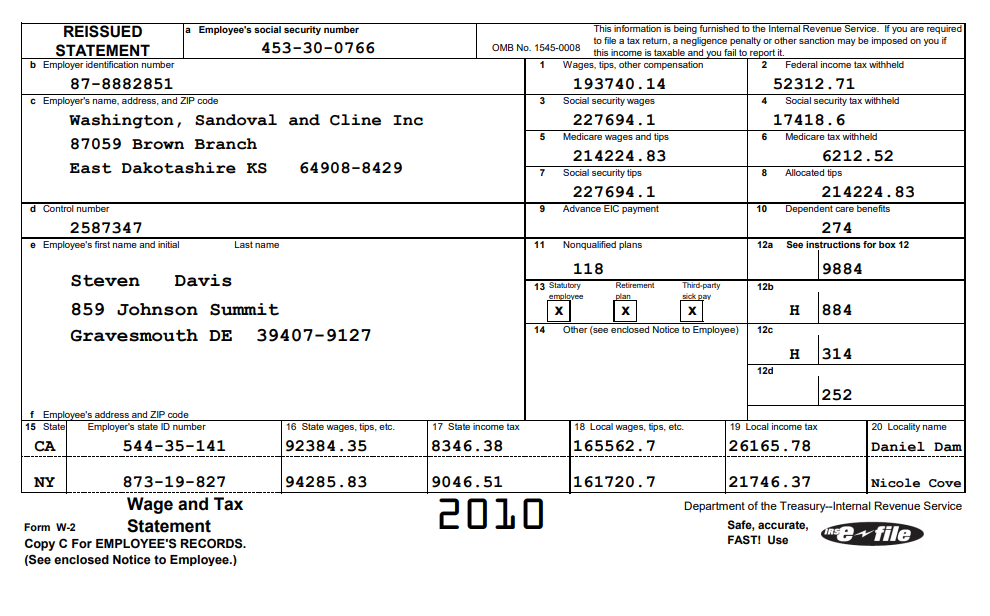 REISSUED STATEMENT
a Employee's social security number
453-30-0766
OMB No. 1545-0008
This information is being furnished to the Internal Revenue Service. If you are required
to file a tax return, a negligence penalty or other sanction may be imposed on you if
this income is taxable and you fail to report it.
b Employer identification number
87-8882851
1 Wages, tips, other compensation
193740.14
2 Federal income tax withheld
52312.71
c Employer's name, address, and ZIP code
Washington, Sandoval and Cline Inc
87059 Brown Branch
East Dakotashire KS 64908-8429
3 Social security wages
227694.1
4 Social security tax withheld
17418.6
5 Medicare wages and tips
214224.83
6 Medicare tax withheld
6212.52
7 Social security tips
227694.1
8 Allocated tips
214224.83
d Control number
2587347
9 Advance EIC payment
10 Dependent care benefits
274
e Employee's first name and initial Last name
Steven Davis
859 Johnson Summit
Gravesmouth DE 39407-9127
f Employee's address and ZIP code
11 Nonqualified plans
118
12a See instructions for box 12
9884
13 Statutory employee Retirement plan Third-party sick pay
X X X
12b
H 884
14 Other (see enclosed Notice to Employee)
12c
H 314
12d
252
15 State Employer's state ID number 16 State wages, tips, etc. 17 State income tax 18 Local wages, tips, etc. 19 Local income tax 20 Locality name
CA 544-35-141 92384.35 8346.38 165562.7 26165.78 Daniel Dam
NY 873-19-827 94285.83 9046.51 161720.7 21746.37 Nicole Cove
Form W-2 Wage and Tax Statement
2010
Department of the Treasury--Internal Revenue Service
Copy C For EMPLOYEE'S RECORDS.
(See enclosed Notice to Employee.)
Safe, accurate,
FAST! Use
IRS e-file